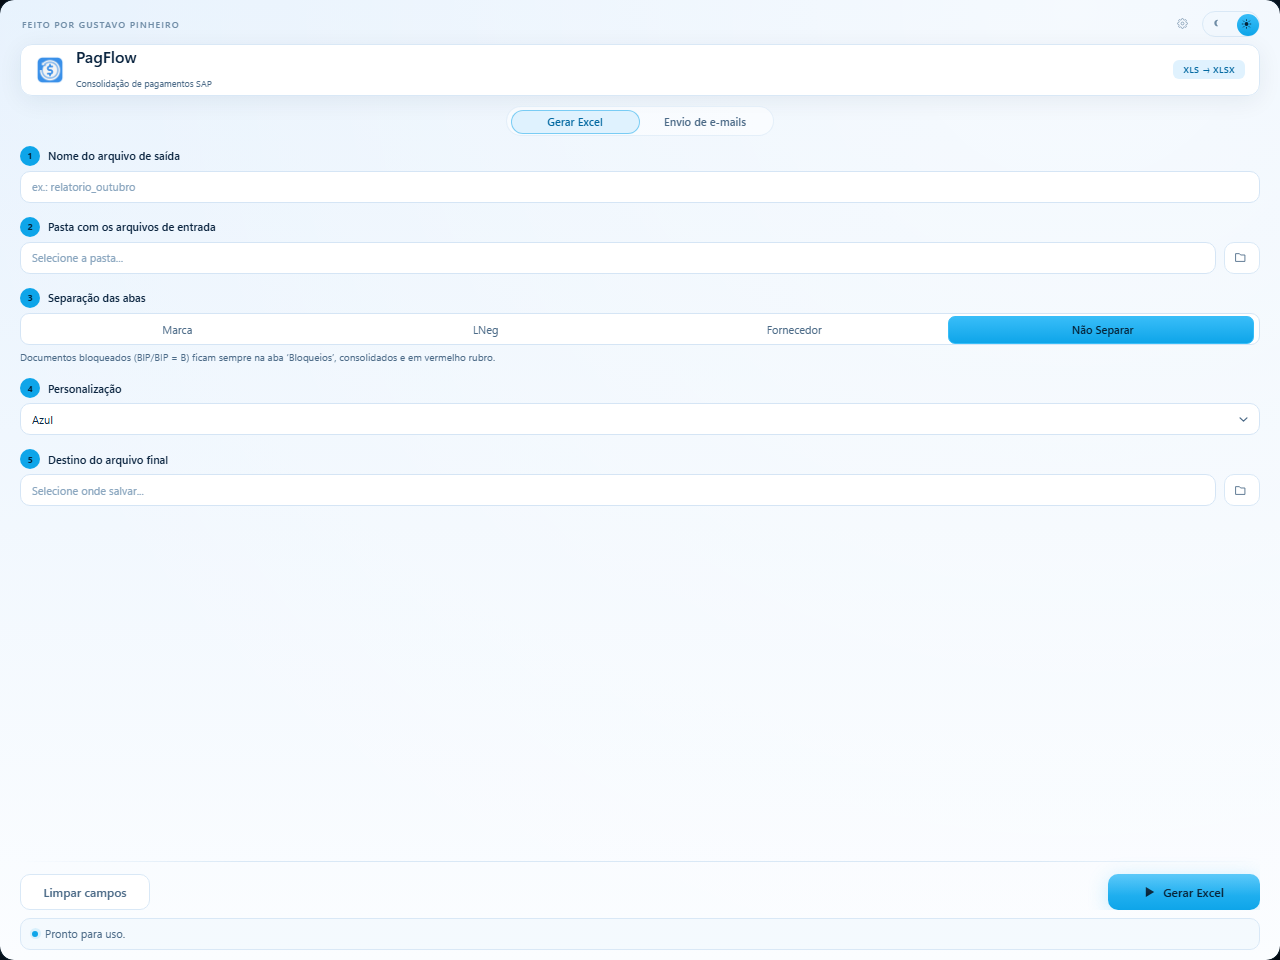 FEITO POR GUSTAVO PINHEIRO
PagFlow
Consolidação de pagamentos SAP
XLS → XLSX
Gerar Excel
Envio de e-mails
1 Nome do arquivo de saída
ex.: relatorio_outubro
2 Pasta com os arquivos de entrada
Selecione a pasta...
3 Separação das abas
Marca
LNeg
Fornecedor
Não Separar
Documentos bloqueados (BIP/BIP = B) ficam sempre na aba 'Bloqueios', consolidados e em vermelho rubro.
4 Personalização
Azul
5 Destino do arquivo final
Selecione onde salvar...
Limpar campos
Gerar Excel
Pronto para uso.